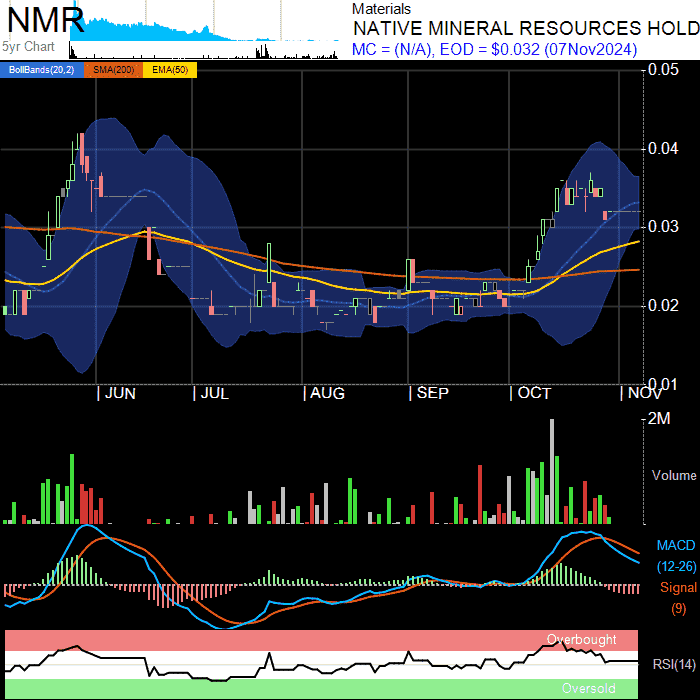 NMR
5yr Chart
Materials
NATIVE MINERAL RESOURCES HOLD
MC = (N/A), EOD = $0.032 (07Nov2024)
BollBands(20,2) SMA(200) EMA(50)
0.05
0.04
0.03
0.02
0.01
JUN JUL AUG SEP OCT NOV
2M
Volume
MACD
(12-26)
Signal
(9)
Overbought
RSI(14)
Oversold